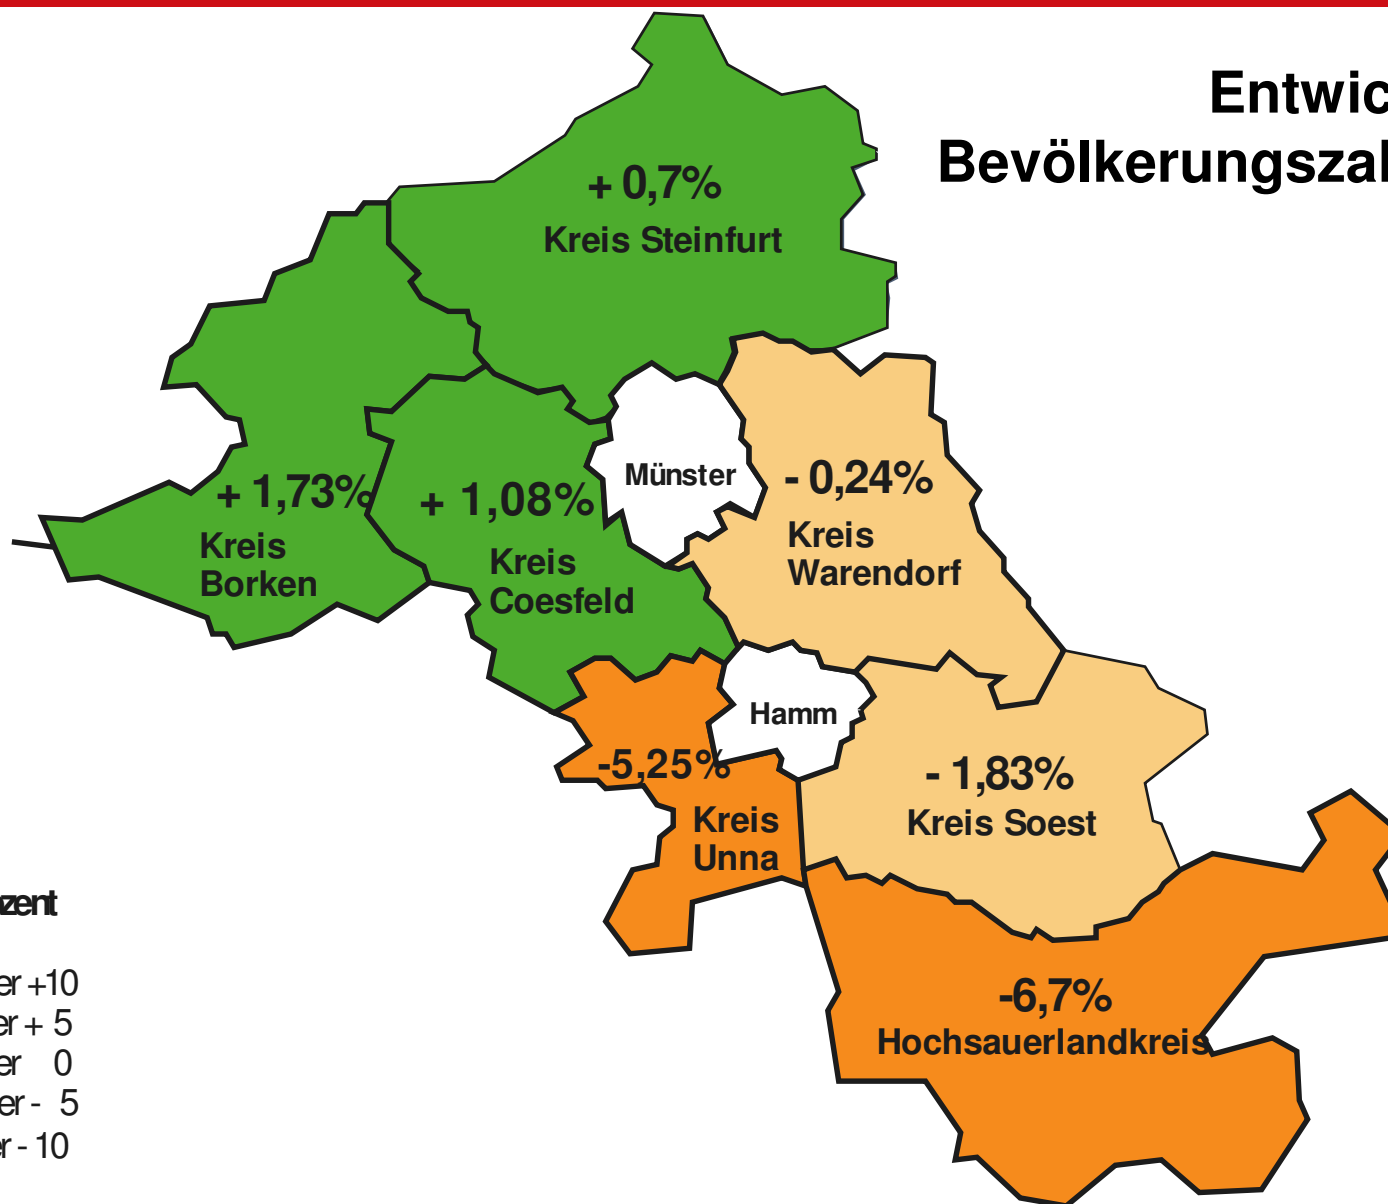 Entwic
Bevölkerungszal
+ 0,7%
Kreis Steinfurt
+ 1,73%
Kreis
Borken
+ 1,08%
Kreis
Coesfeld
Münster
- 0,24%
Kreis
Warendorf
Hamm
-5,25%
Kreis
Unna
- 1,83%
Kreis Soest
-6,7%
Hochsauerlandkreis
zent
er +10
er + 5
er 0
er - 5
er - 10